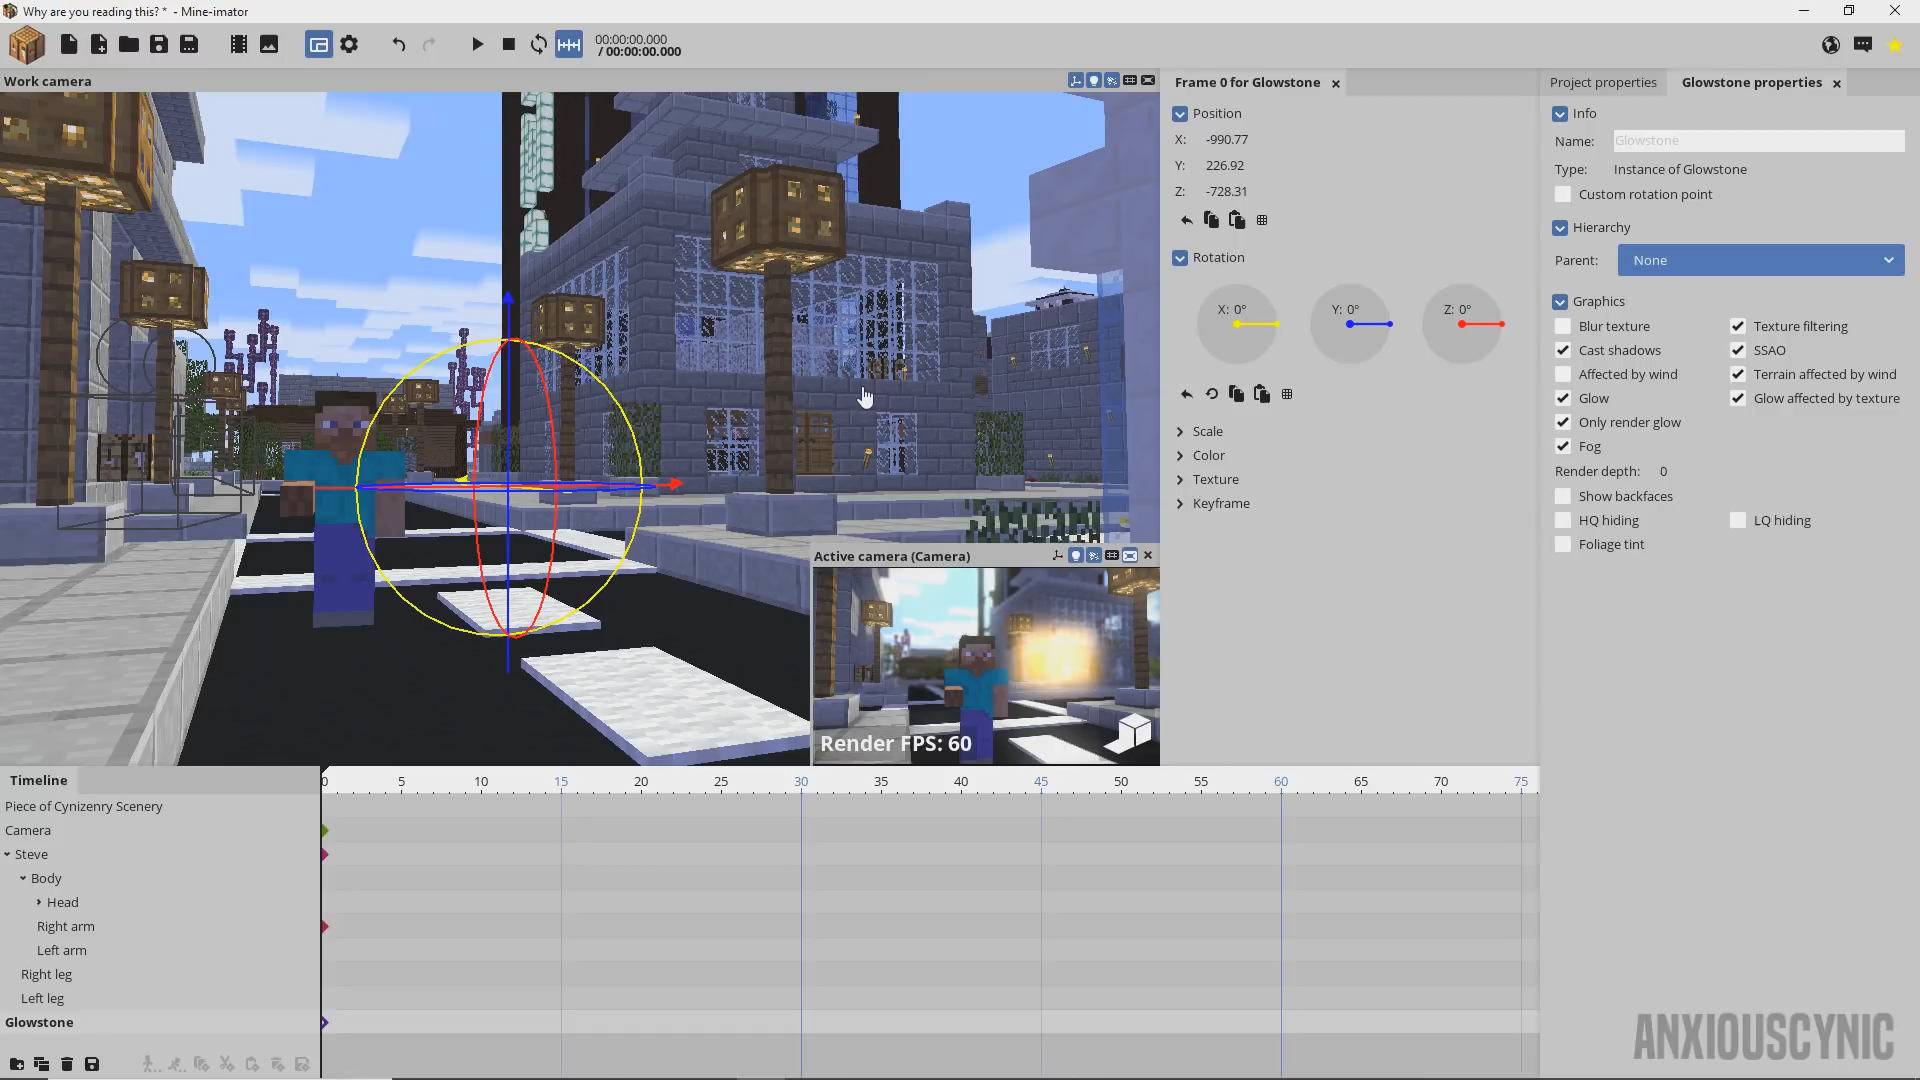 Why are you reading this? * - Mine-imator
00:00:00.000
/ 00:00:00.000
Work camera
Frame 0 for Glowstone
Position
X: -990.77
Y: 226.92
Z: -728.31
Rotation
X: 0° Y: 0° Z: 0°
Scale
Color
Texture
Keyframe
Project properties Glowstone properties
Info
Name: Glowstone
Type: Instance of Glowstone
Custom rotation point
Hierarchy
Parent: None
Graphics
Blur texture Texture filtering
Cast shadows SSAO
Affected by wind Terrain affected by wind
Glow Glow affected by texture
Only render glow
Fog
Render depth: 0
Show backfaces
HQ hiding LQ hiding
Foliage tint
Active camera (Camera)
Render FPS: 60
Timeline
0 5 10 15 20 25 30 35 40 45 50 55 60 65 70 75
Piece of Cynizenry Scenery
Camera
Steve
Body
Head
Right arm
Left arm
Right leg
Left leg
Glowstone
ANXIOUSCYNIC